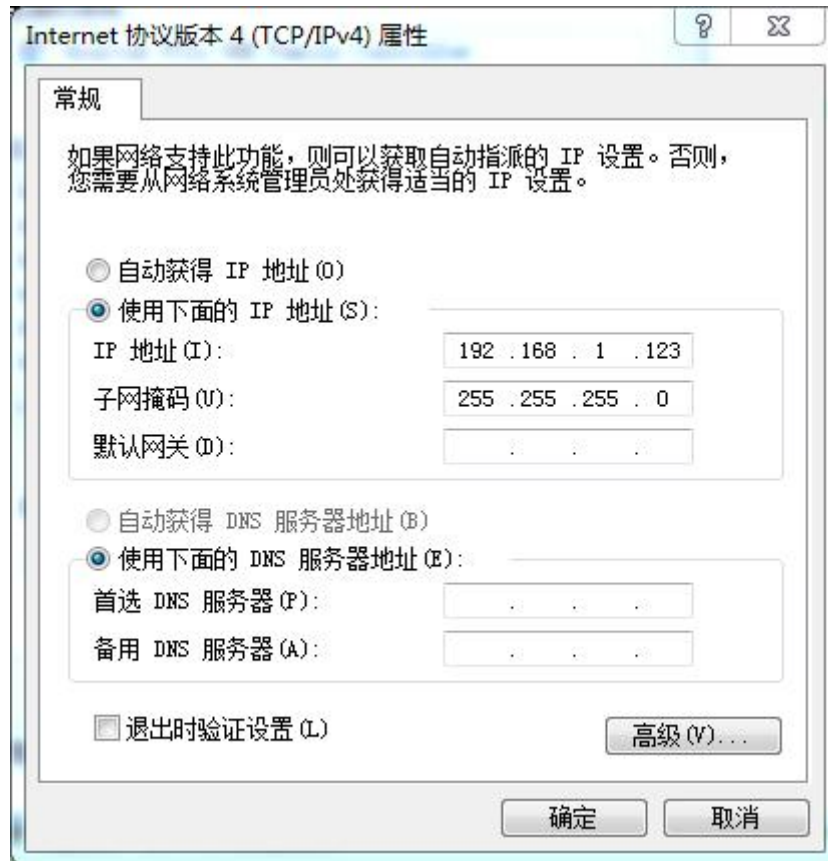 Internet 协议版本 4 (TCP/IPv4) 属性
常规
如果网络支持此功能，则可以获取自动指派的 IP 设置。否则，
您需要从网络系统管理员处获得适当的 IP 设置。
自动获得 IP 地址(O)
使用下面的 IP 地址(S):
IP 地址(I): 192 .168 . 1 .123
子网掩码(U): 255 .255 .255 . 0
默认网关(D): . . .
自动获得 DNS 服务器地址(B)
使用下面的 DNS 服务器地址(E):
首选 DNS 服务器(P): . . .
备用 DNS 服务器(A): . . .
退出时验证设置(L)
高级(V)...
确定 取消